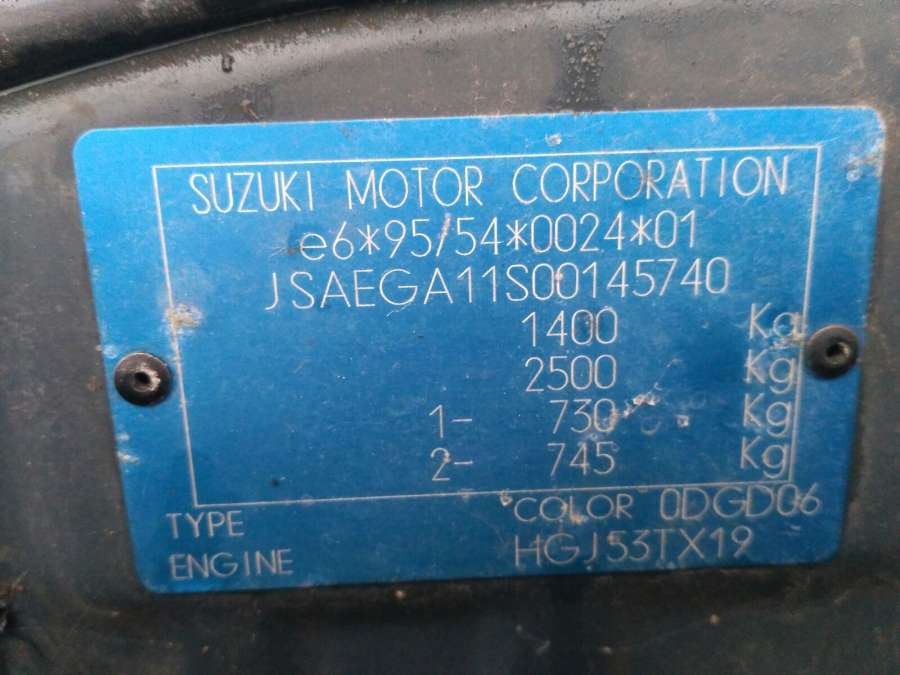 SUZUKI MOTOR CORPORATION
e6*95/54*0024*01
JSAEGA11S00145740
1400 Kg
2500 Kg
1- 730 Kg
2- 745 Kg
TYPE COLOR 0DGD06
ENGINE HGJ53TX19